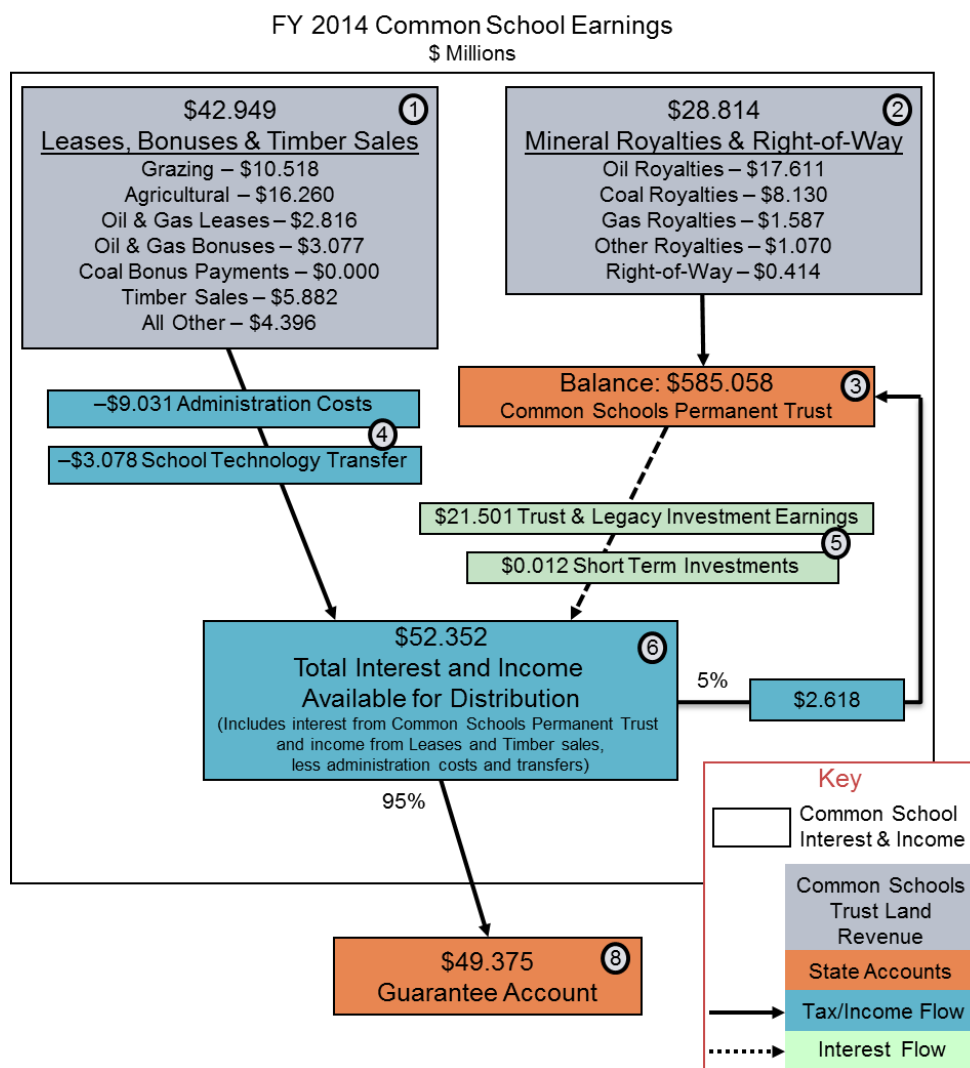 FY 2014 Common School Earnings
$ Millions
$42.949
1
Leases, Bonuses & Timber Sales
Grazing – $10.518
Agricultural – $16.260
Oil & Gas Leases – $2.816
Oil & Gas Bonuses – $3.077
Coal Bonus Payments – $0.000
Timber Sales – $5.882
All Other – $4.396
$28.814
2
Mineral Royalties & Right-of-Way
Oil Royalties – $17.611
Coal Royalties – $8.130
Gas Royalties – $1.587
Other Royalties – $1.070
Right-of-Way – $0.414
Balance: $585.058
3
Common Schools Permanent Trust
–$9.031 Administration Costs
4
–$3.078 School Technology Transfer
$21.501 Trust & Legacy Investment Earnings
5
$0.012 Short Term Investments
$52.352
6
Total Interest and Income
Available for Distribution
(Includes interest from Common Schools Permanent Trust
and income from Leases and Timber sales,
less administration costs and transfers)
5%
$2.618
95%
$49.375
8
Guarantee Account
Key
Common School
Interest & Income
Common Schools
Trust Land
Revenue
State Accounts
Tax/Income Flow
Interest Flow